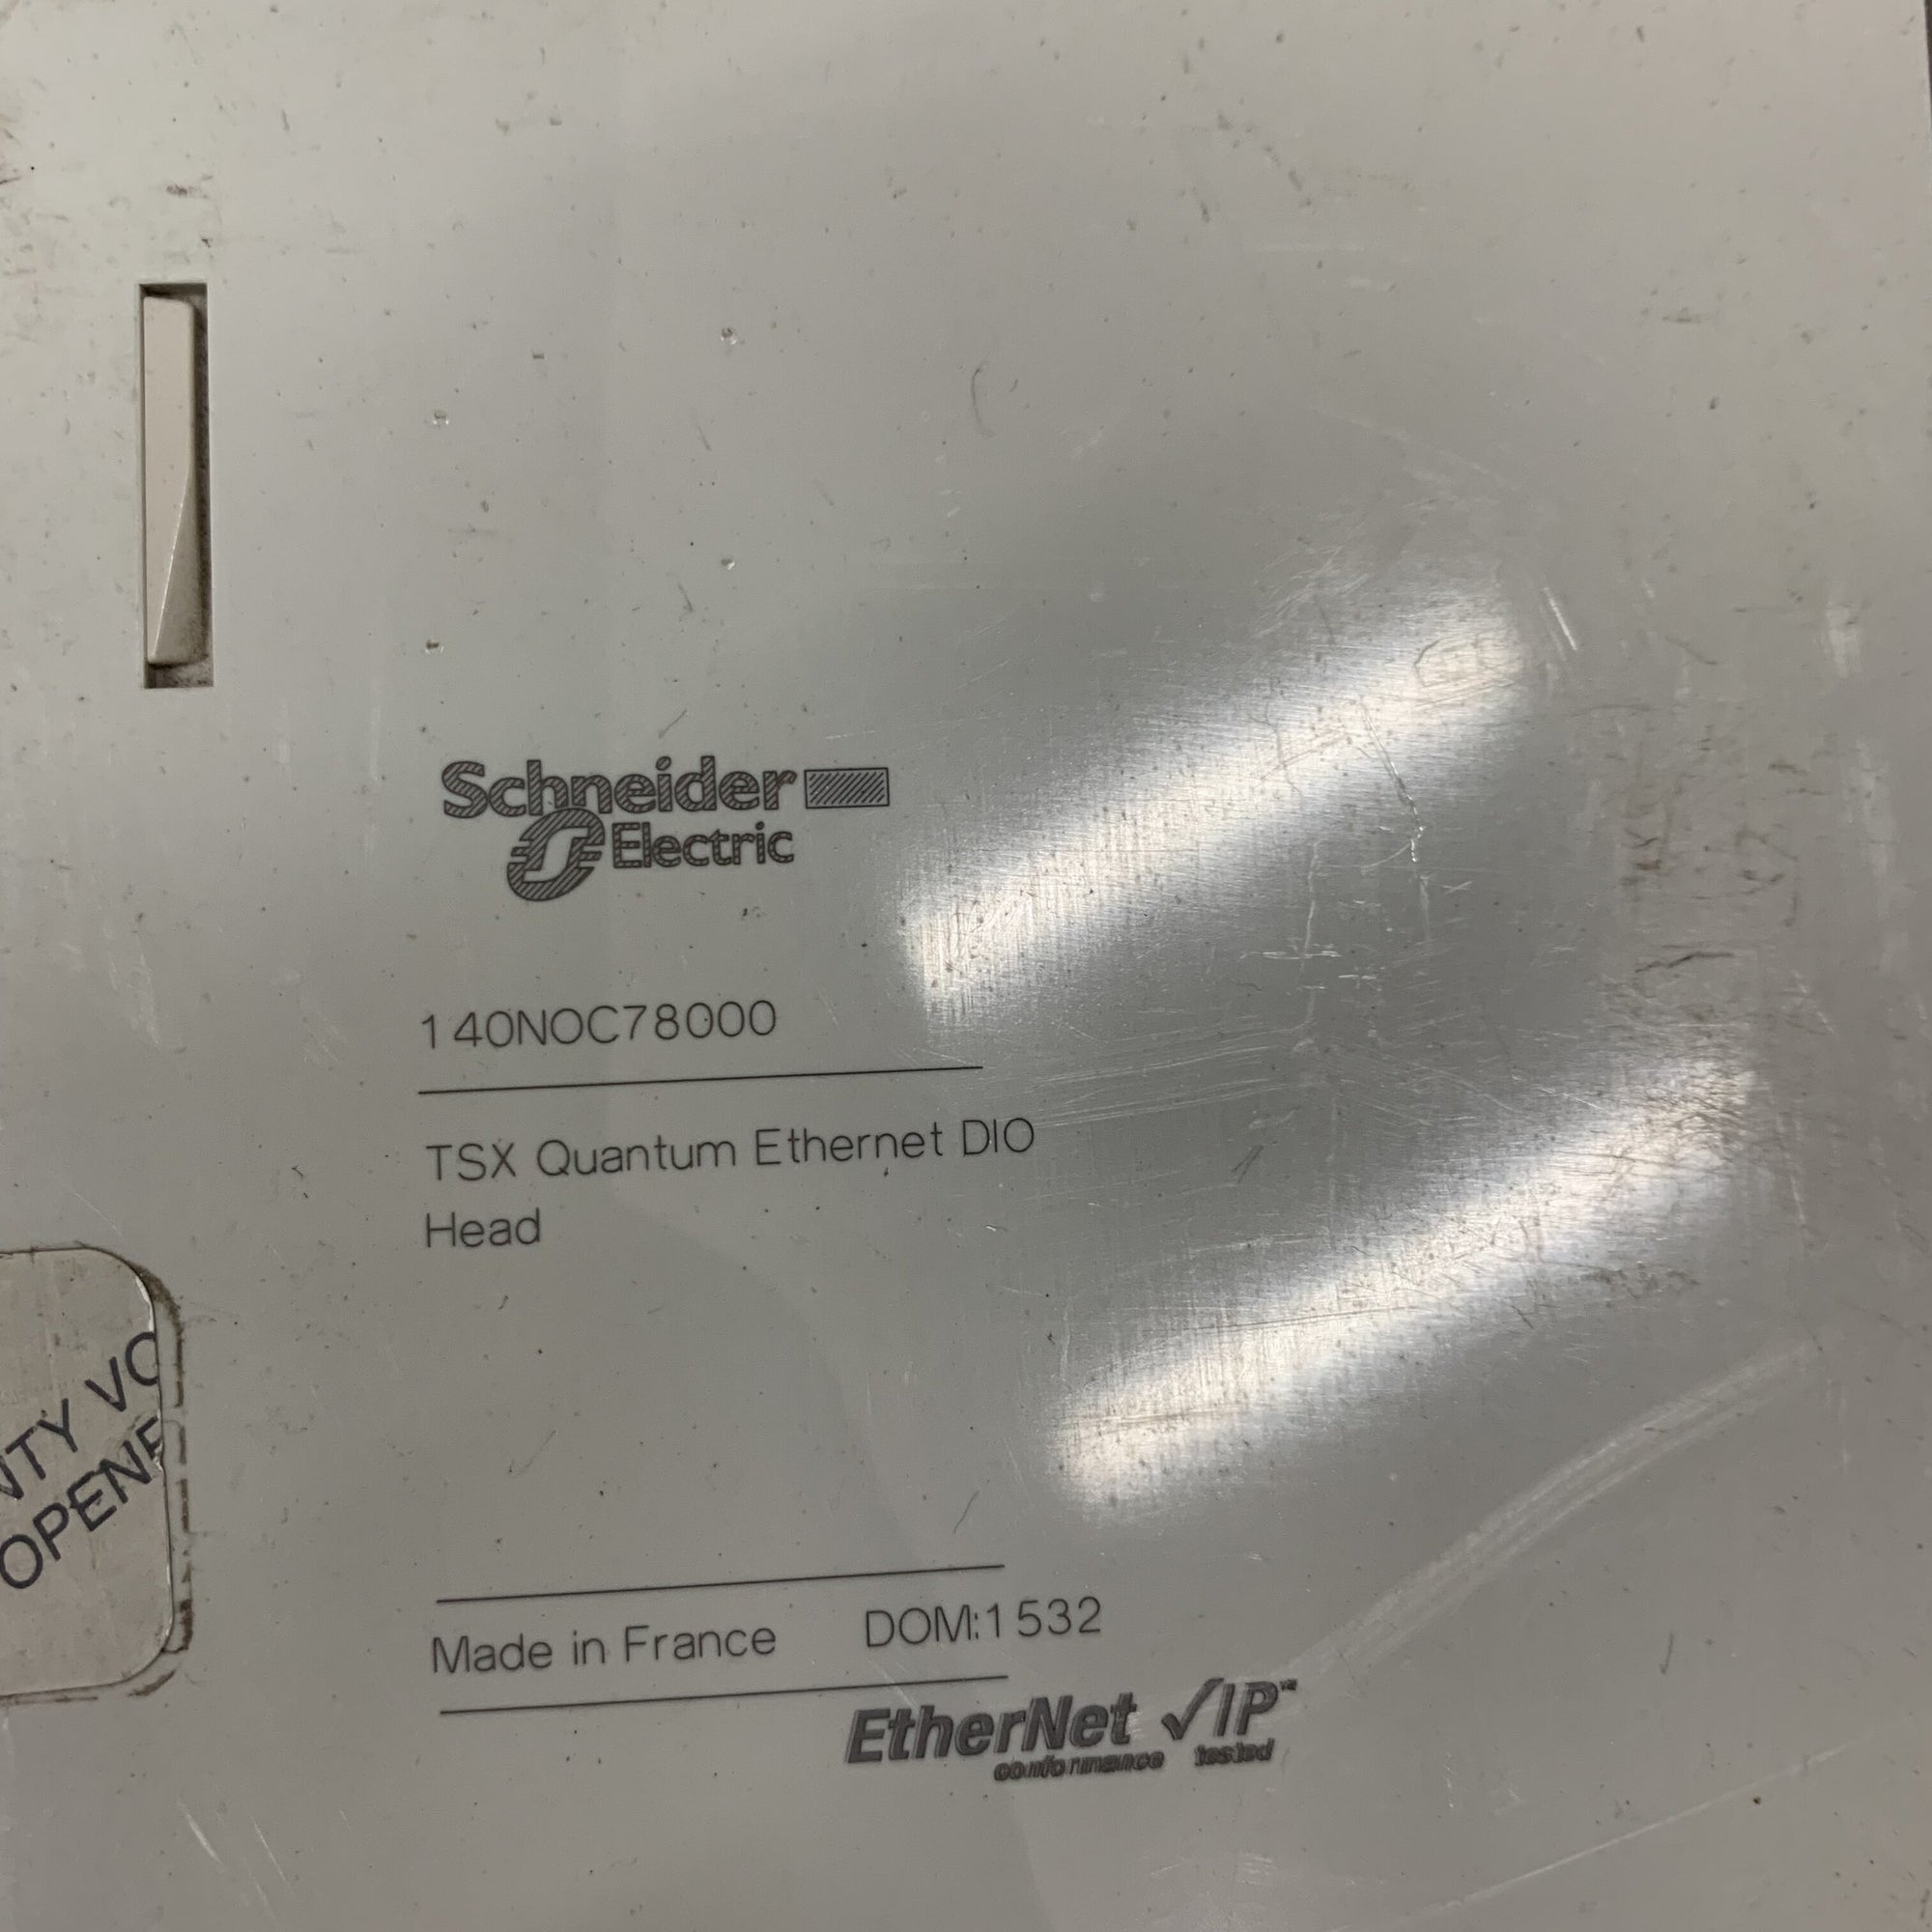 Schneider
Electric
140NOC78000
TSX Quantum Ethernet DIO
Head
NTY VO
OPENE
Made in France DOM:1532
EtherNet/IP™
conformance tested